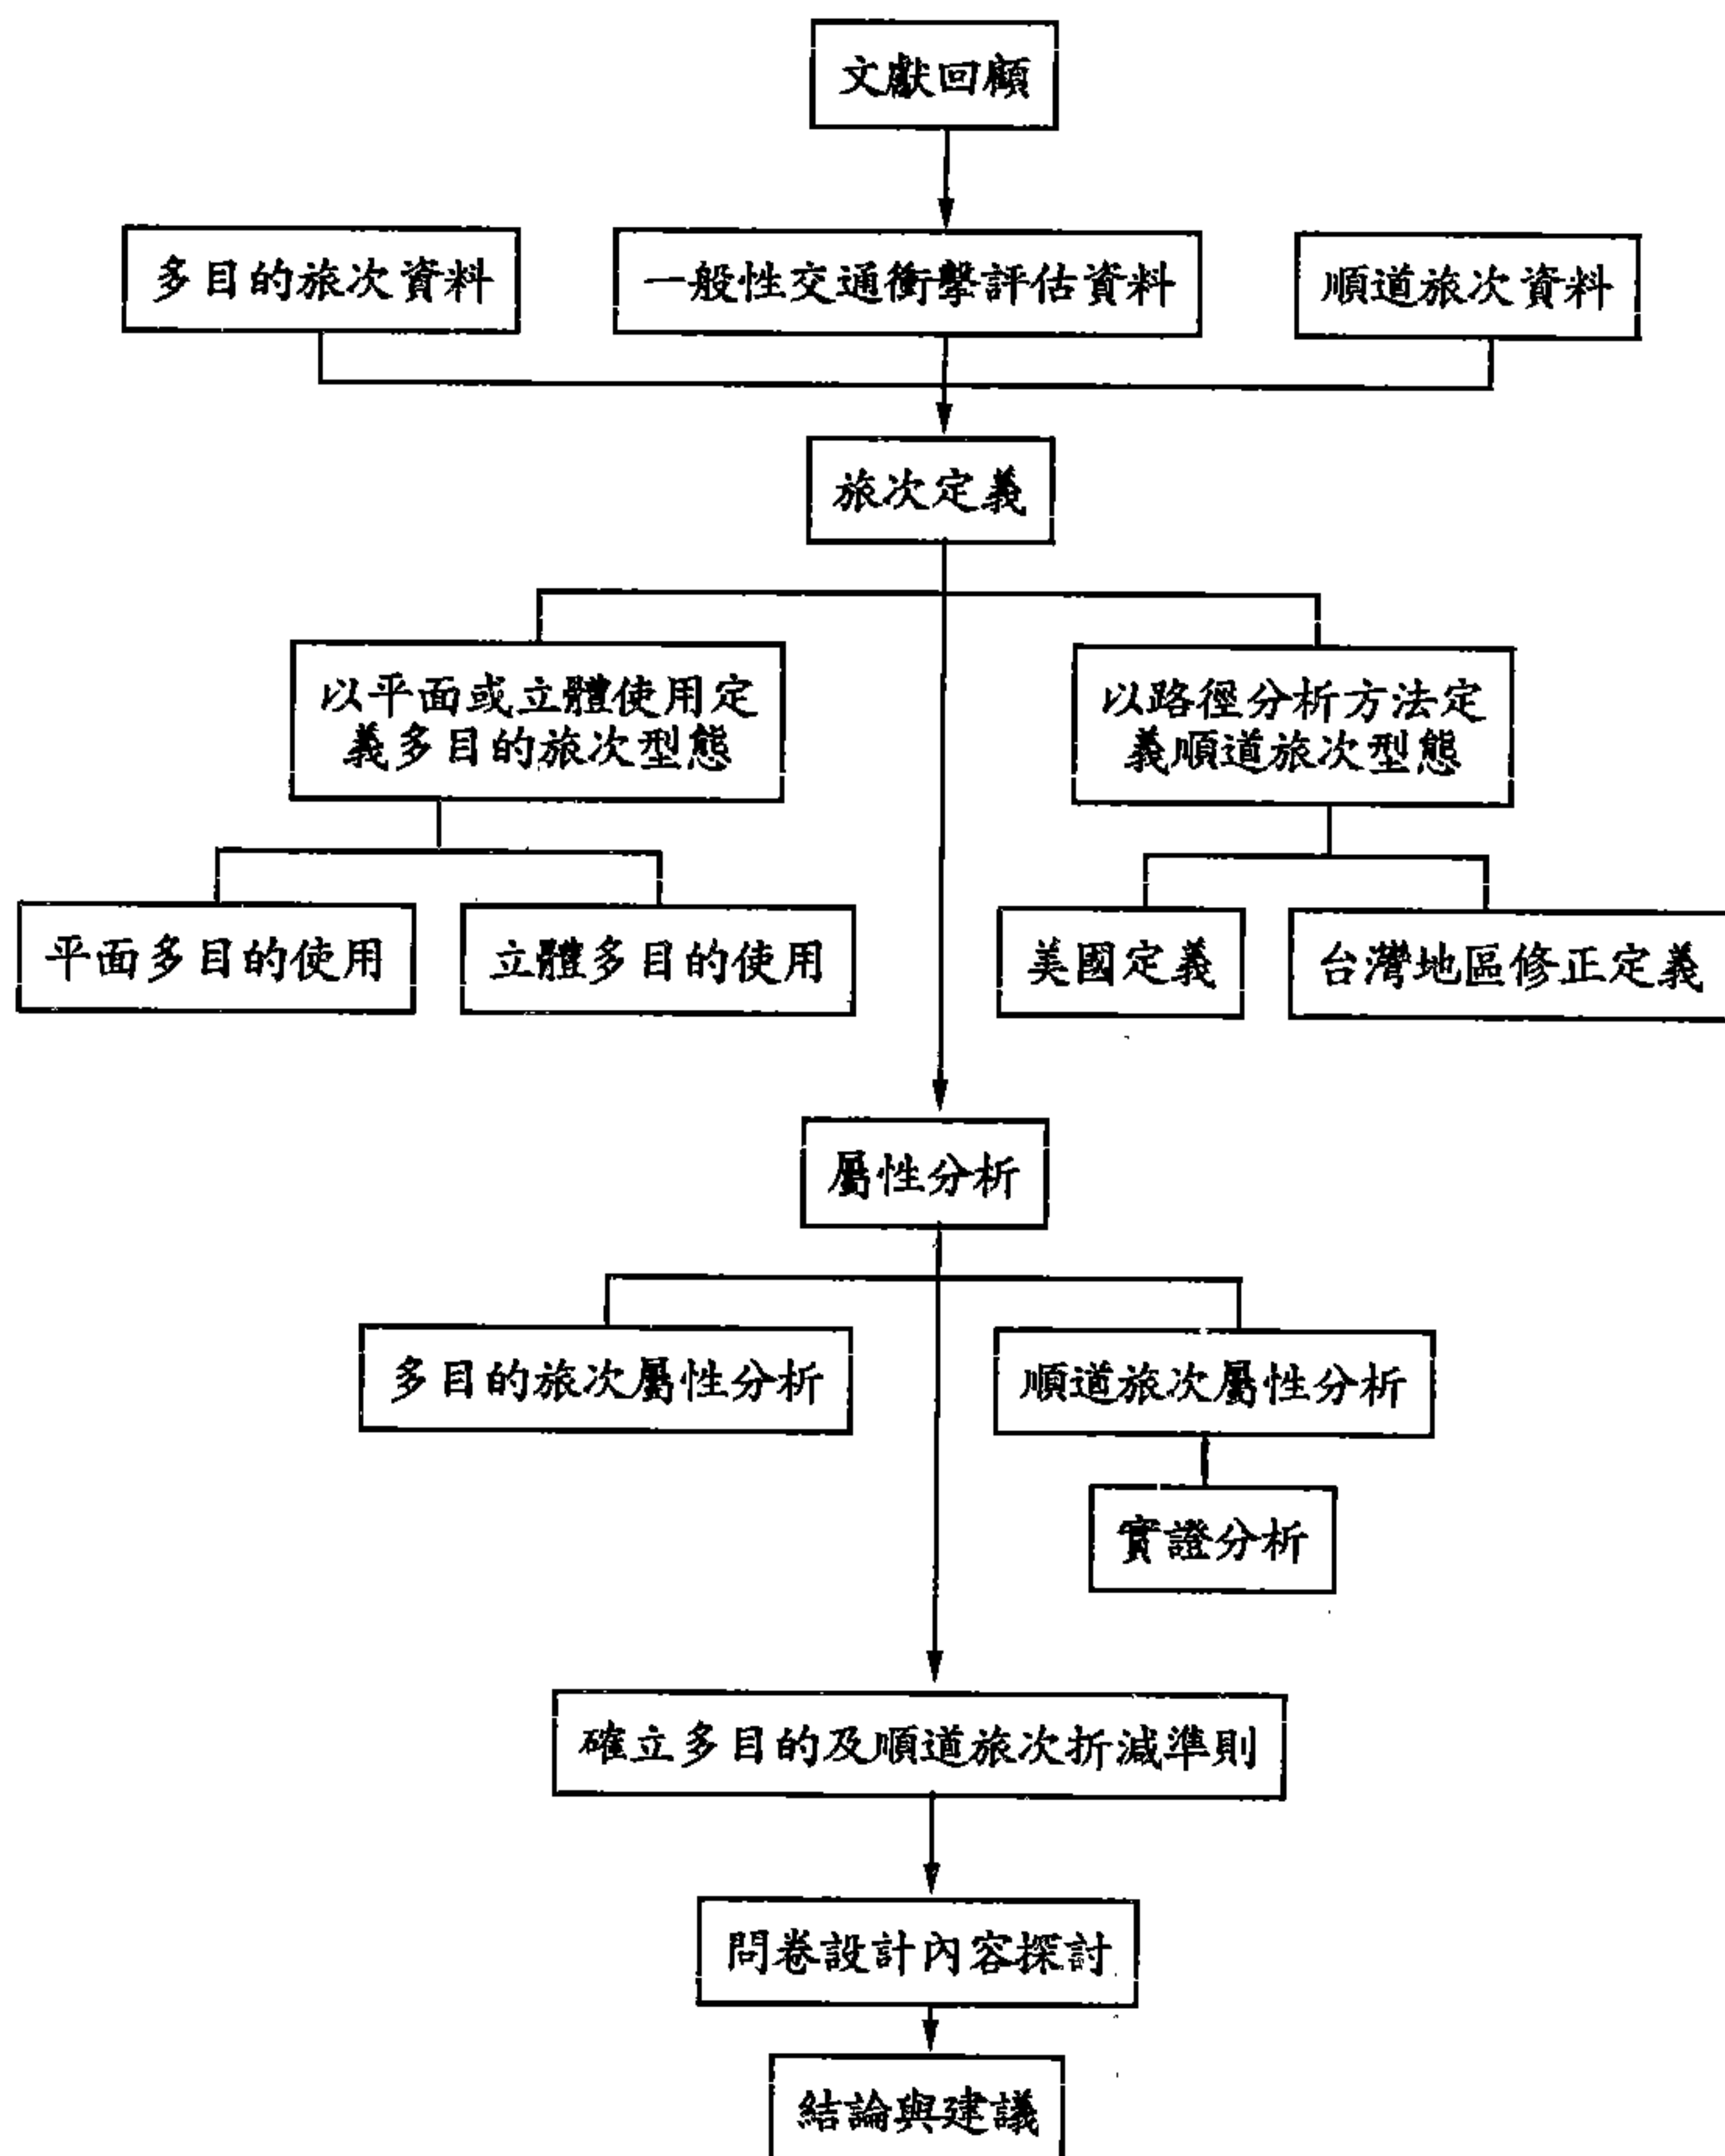 文獻回顧
多目的旅次資料
一般性交通衝擊評估資料
順道旅次資料
旅次定義
以平面或立體使用定
義多目的旅次型態
以路徑分析方法定
義順道旅次型態
平面多目的使用
立體多目的使用
美國定義
台灣地區修正定義
屬性分析
多目的旅次屬性分析
順道旅次屬性分析
實證分析
確立多目的及順道旅次折減準則
問卷設計內容探討
結論與建議